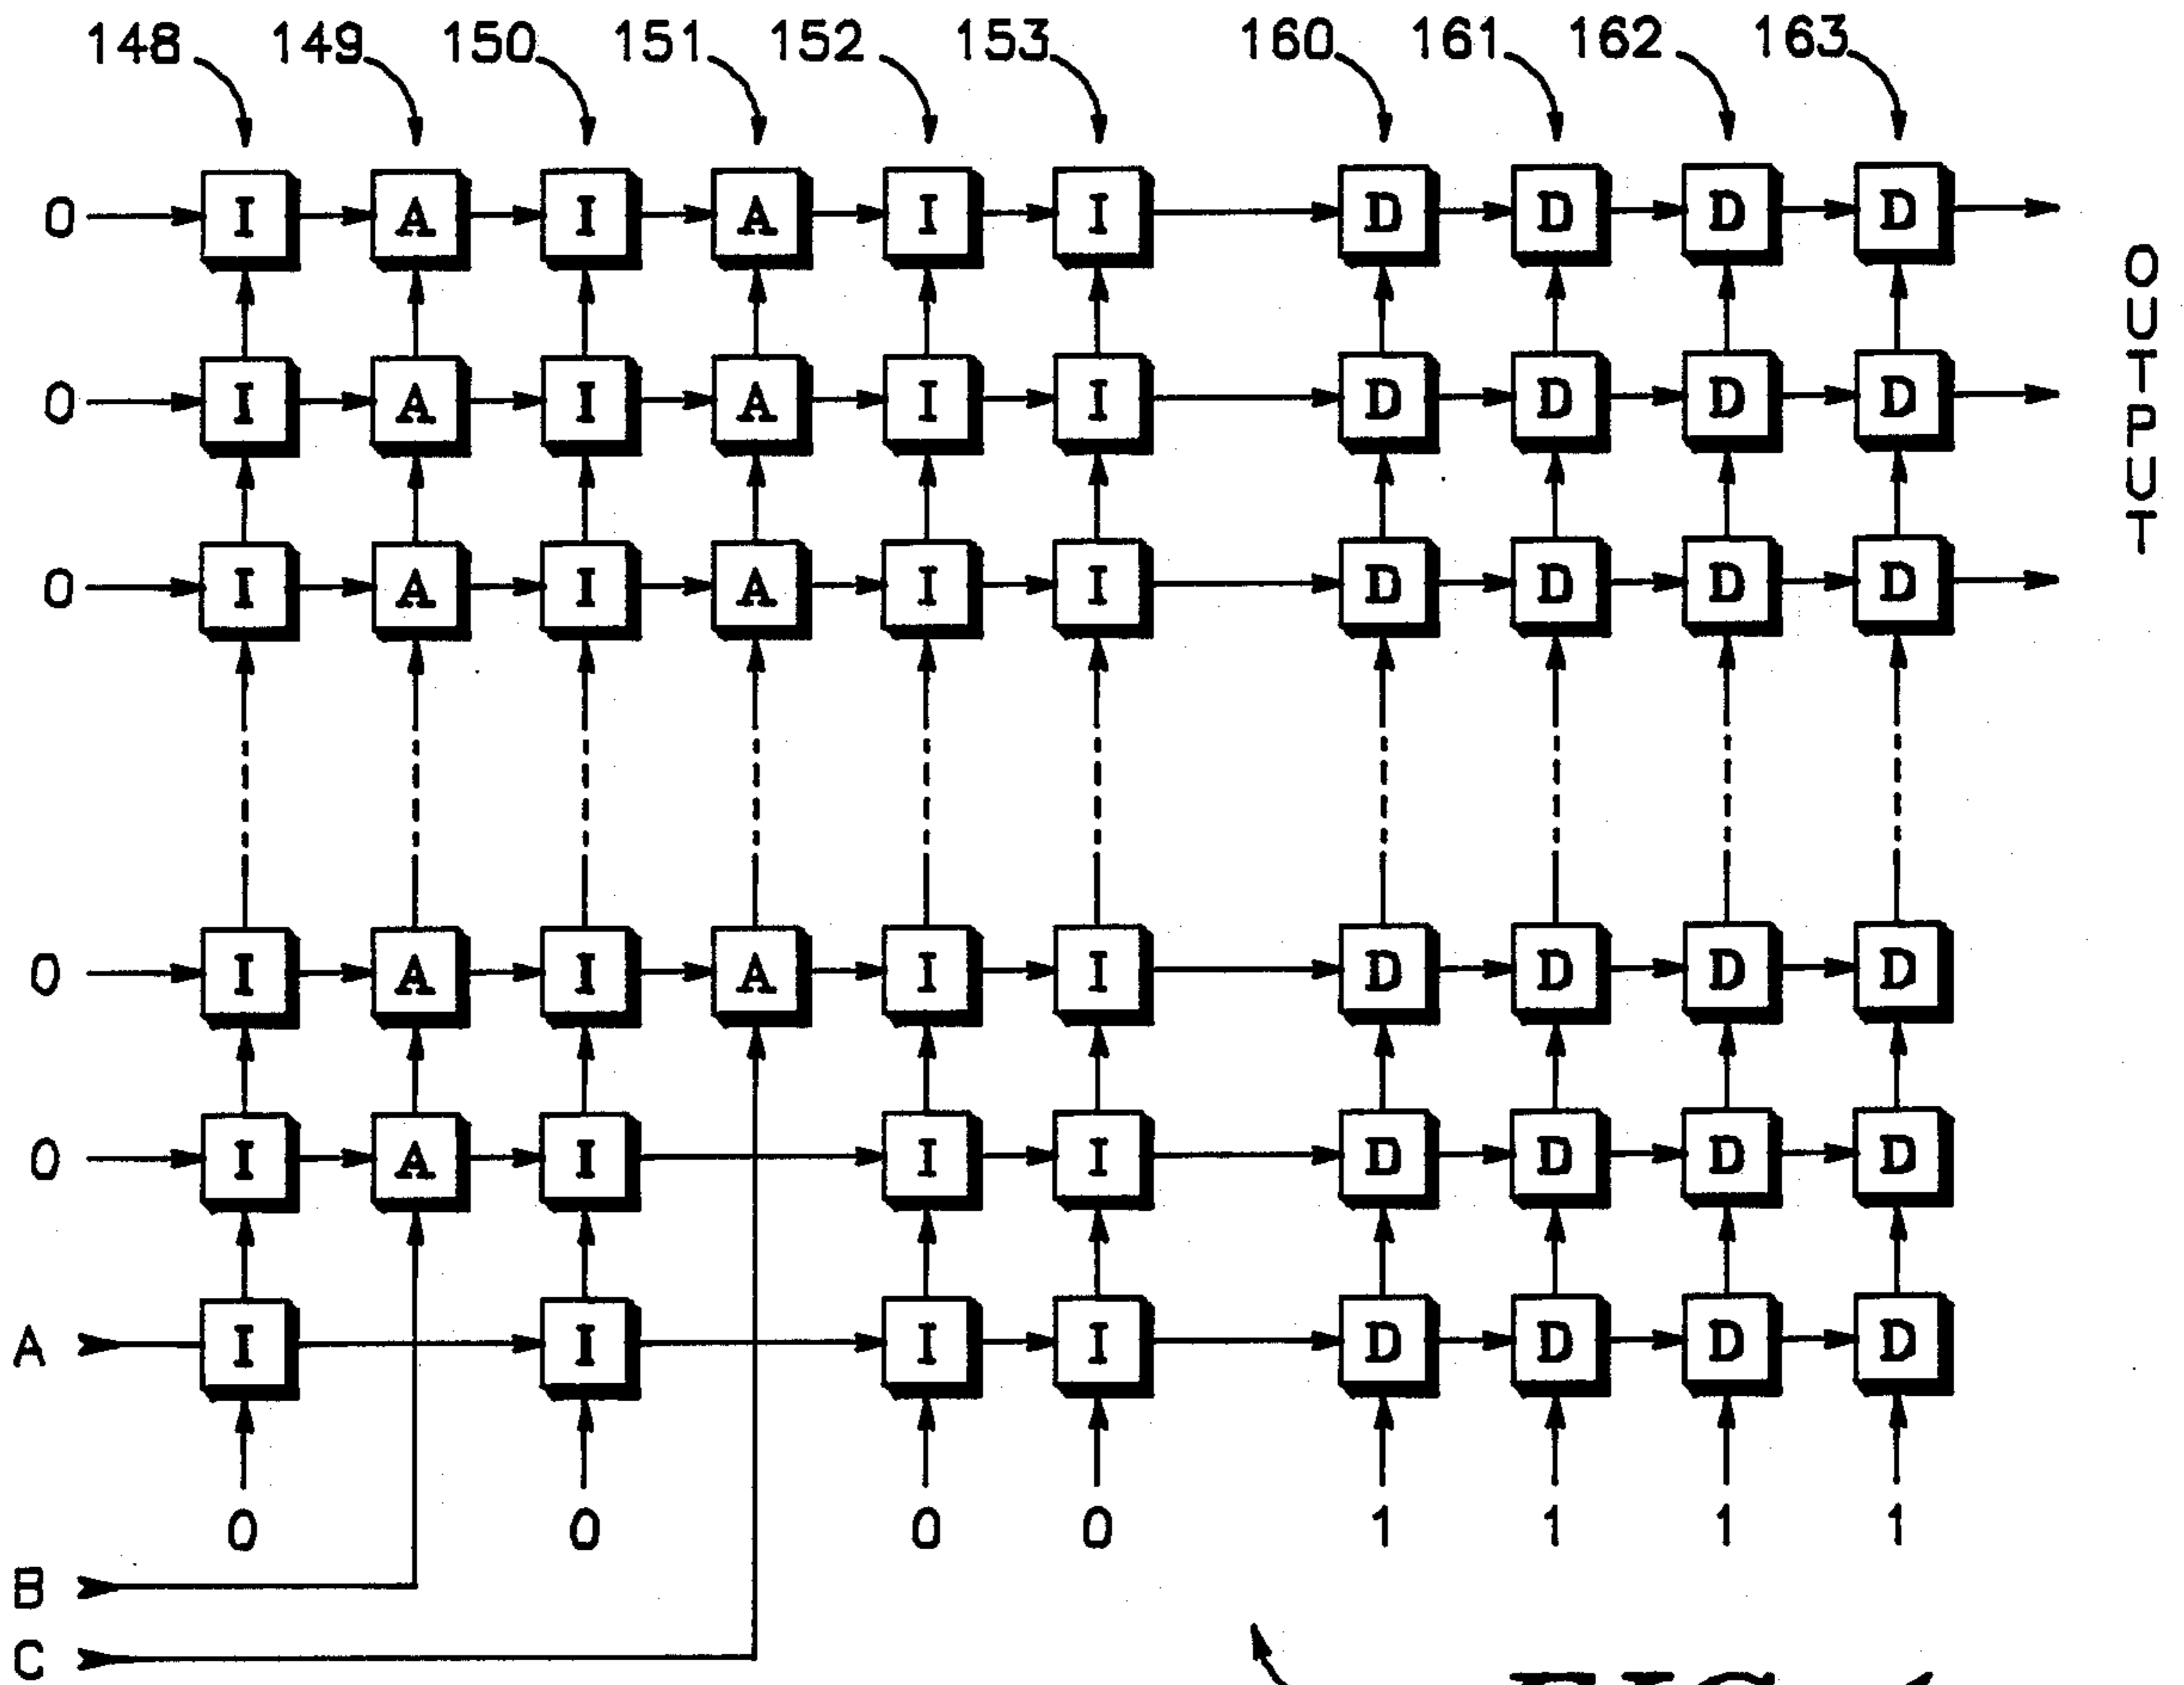 148 149 150 151 152 153 160 161 162 163
0 I A I A I I D D D D
0 I A I A I I D D D D
0 I A I A I I D D D D
OUTPUT
0 I A I A I I D D D D
0 I A I I I D D D D
A I I I I D D D D
0 0 0 0 1 1 1 1
B
C